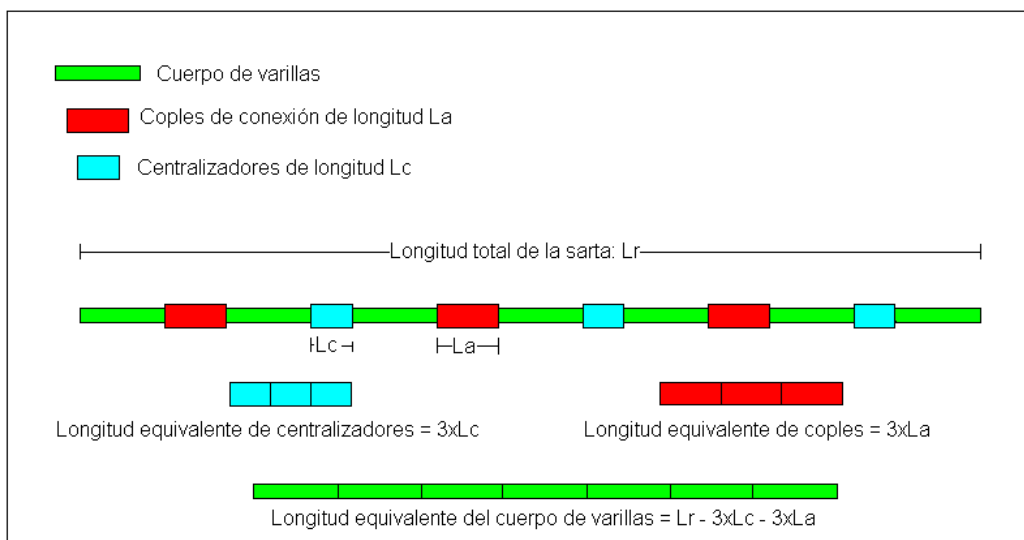 Cuerpo de varillas
Coples de conexión de longitud La
Centralizadores de longitud Lc
Longitud total de la sarta: Lr
Lc
La
Longitud equivalente de centralizadores = 3xLc
Longitud equivalente de coples = 3xLa
Longitud equivalente del cuerpo de varillas = Lr - 3xLc - 3xLa